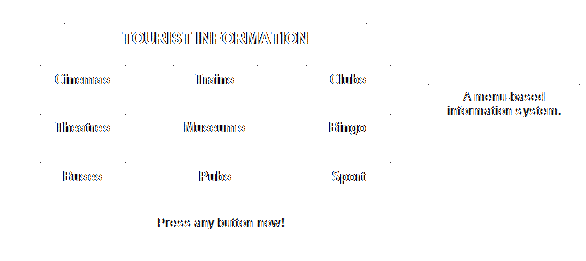 TOURIST INFORMATION
Cinemas Trains Clubs
A menu-based
information system.
Theatres Museums Bingo
Buses Pubs Sport
Press any button now!